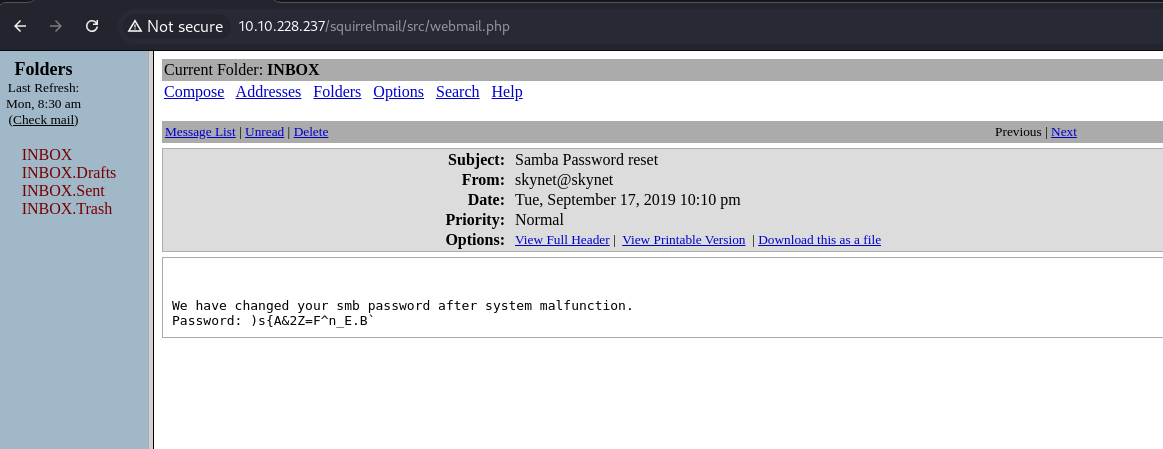 Not secure 10.10.228.237/squirrelmail/src/webmail.php
Folders
Last Refresh:
Mon, 8:30 am
(Check mail)
INBOX
INBOX.Drafts
INBOX.Sent
INBOX.Trash
Current Folder: INBOX
Compose Addresses Folders Options Search Help
Message List | Unread | Delete Previous | Next
Subject: Samba Password reset
From: skynet@skynet
Date: Tue, September 17, 2019 10:10 pm
Priority: Normal
Options: View Full Header | View Printable Version | Download this as a file
We have changed your smb password after system malfunction.
Password: )s{A&2Z=F^n_E.B`